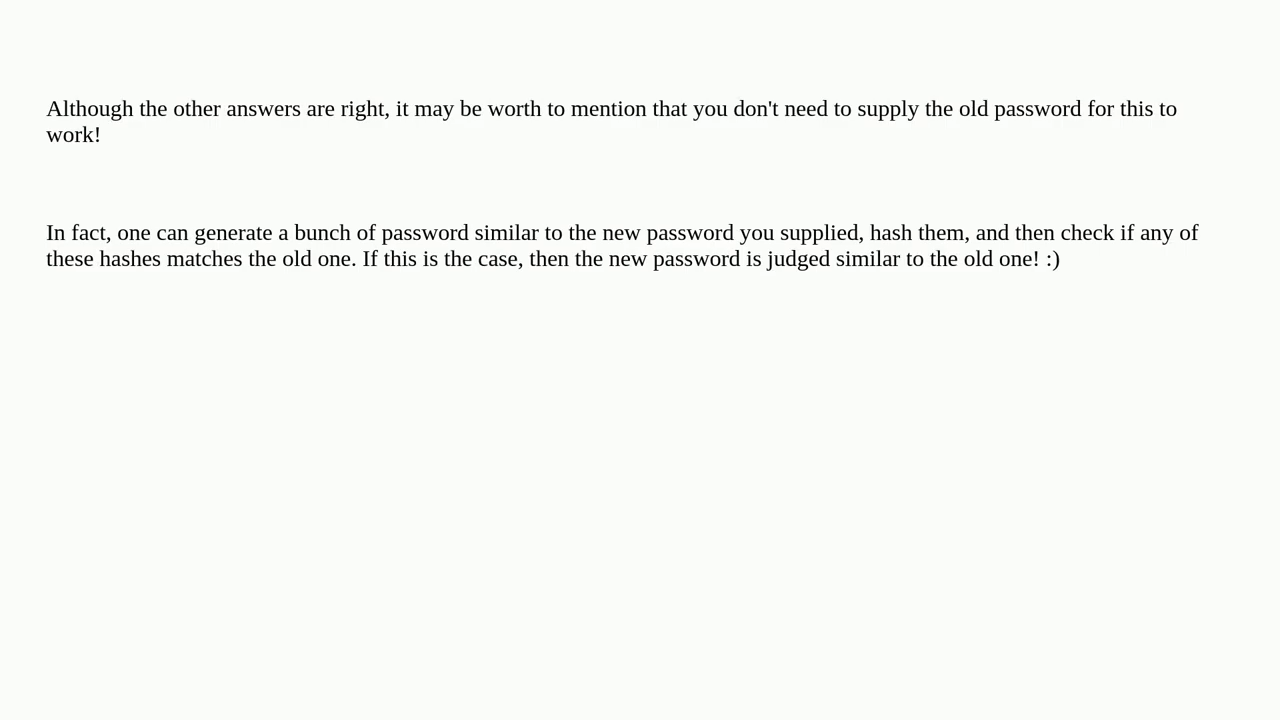 Although the other answers are right, it may be worth to mention that you don't need to supply the old password for this to
work!
In fact, one can generate a bunch of password similar to the new password you supplied, hash them, and then check if any of
these hashes matches the old one. If this is the case, then the new password is judged similar to the old one! :)